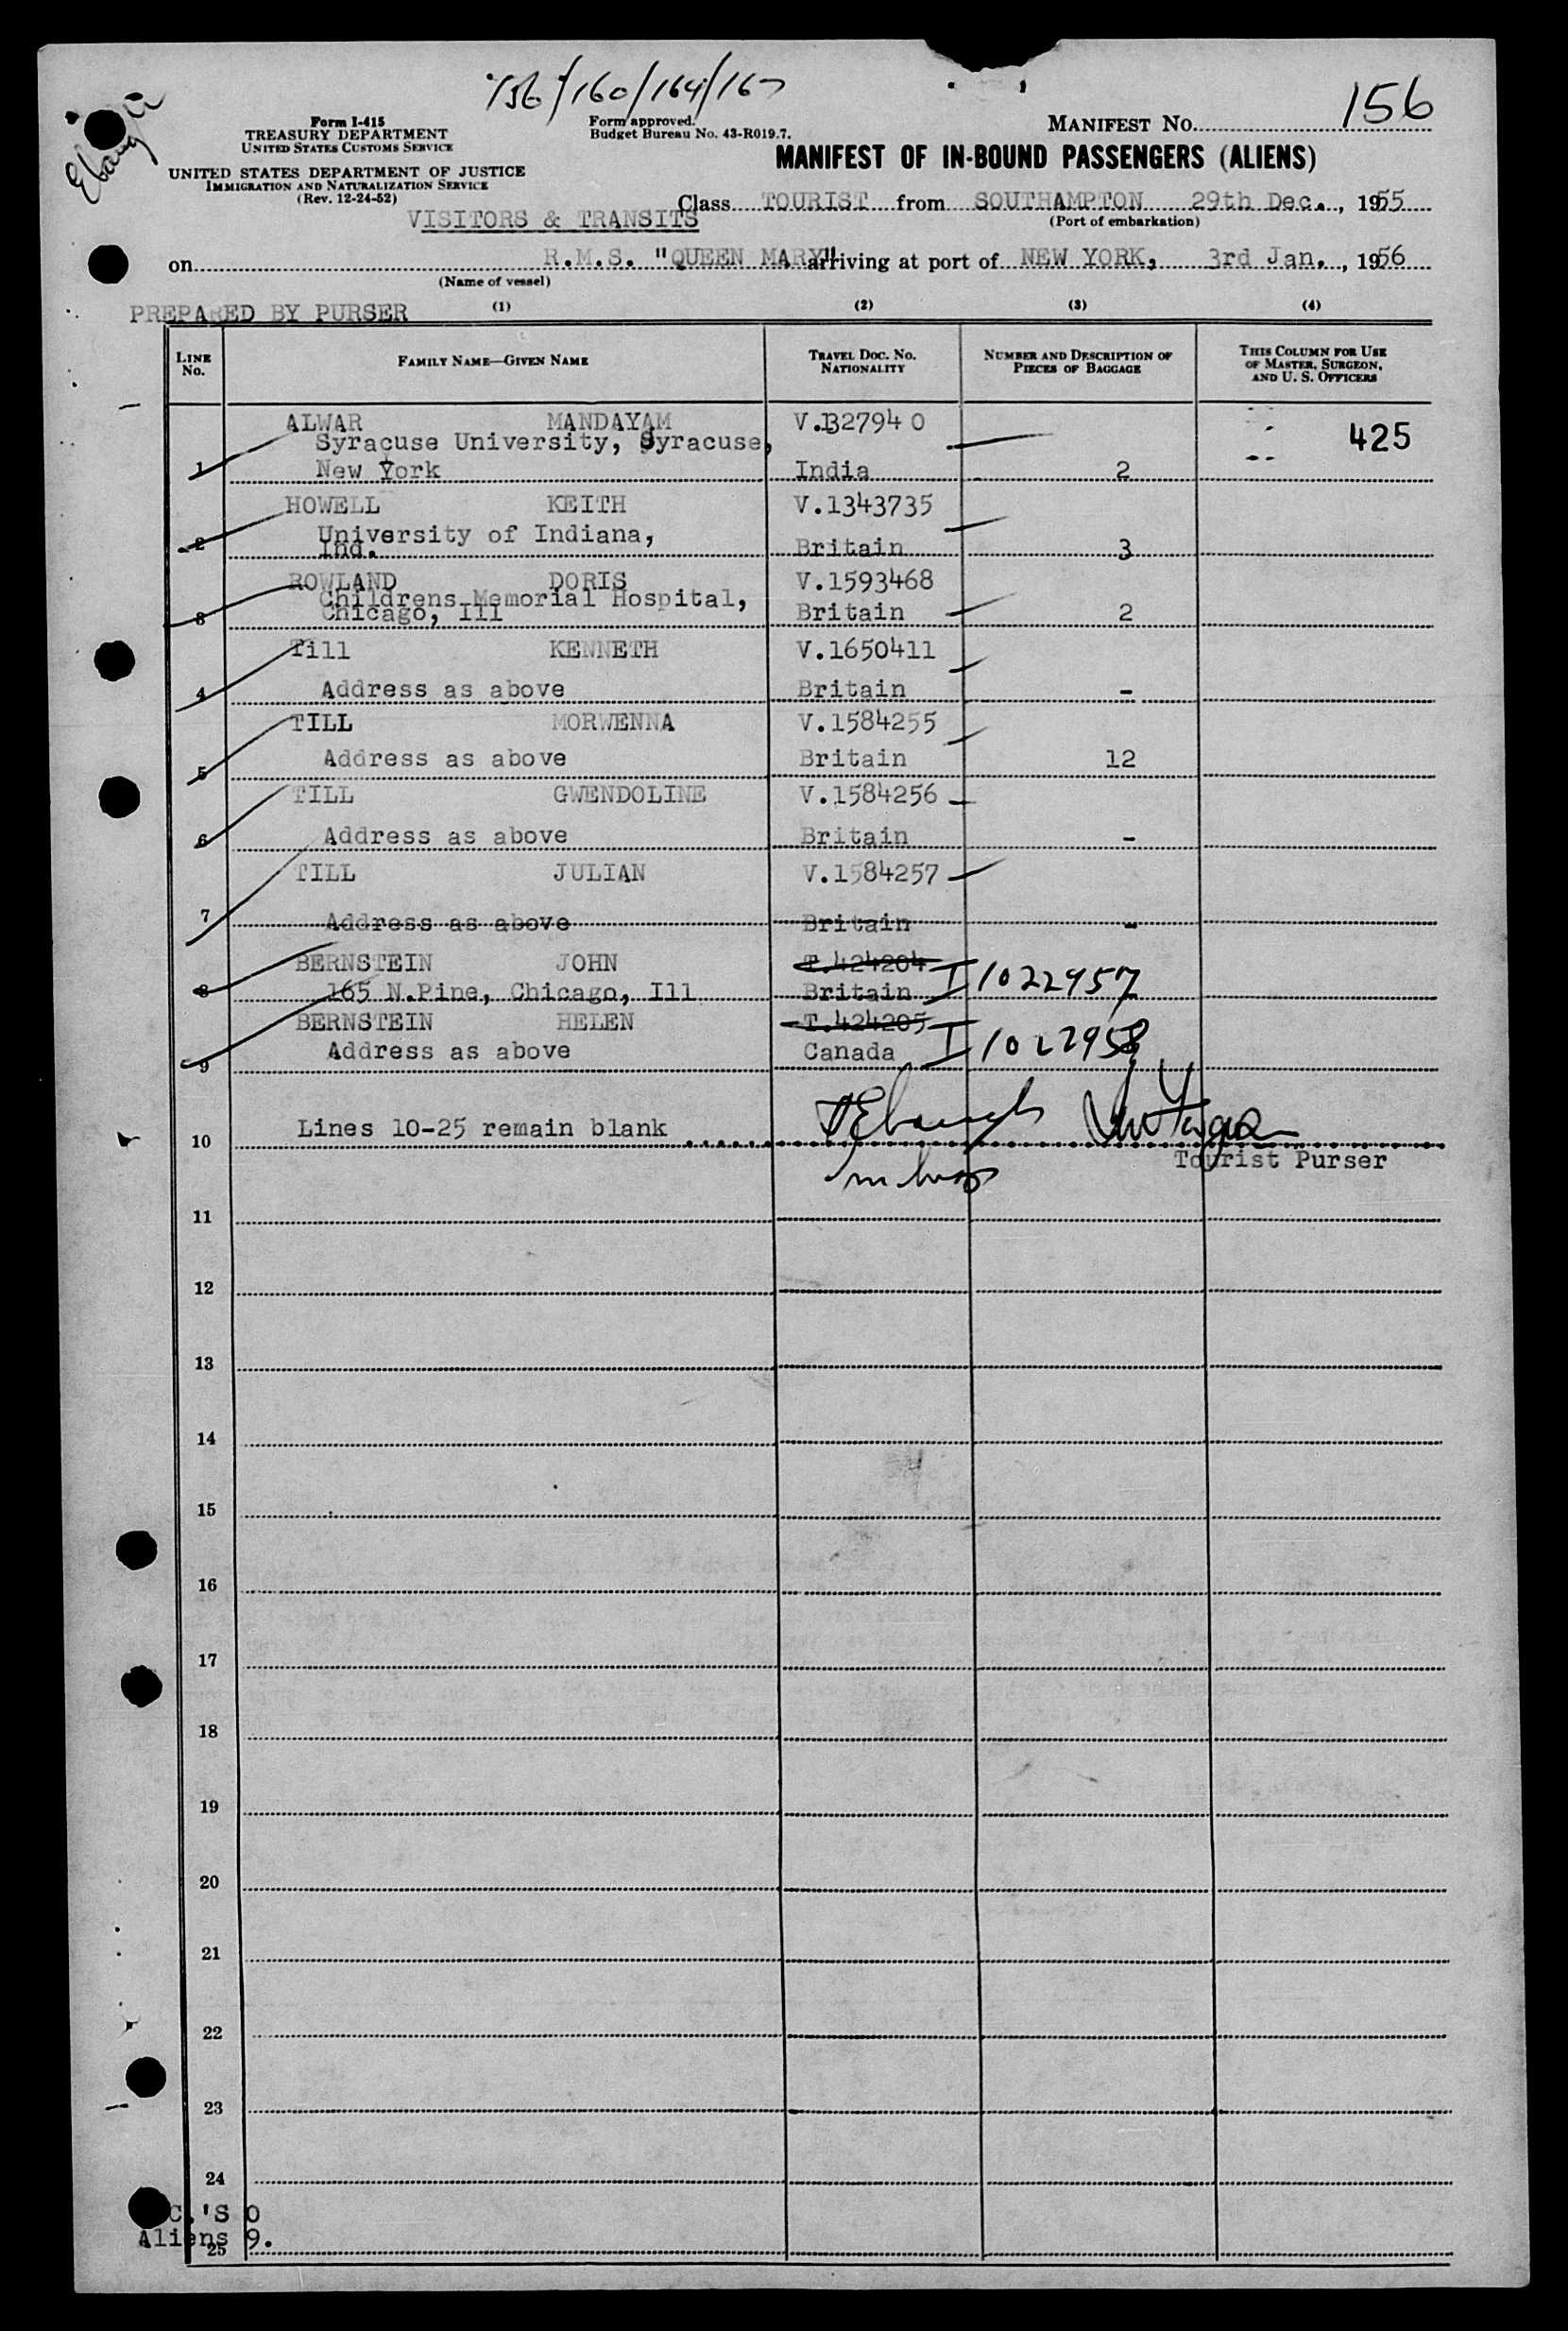 156/160/164/167
156
Form I-415
TREASURY DEPARTMENT
UNITED STATES CUSTOMS SERVICE
Form approved.
Budget Bureau No. 43-R019.7.
MANIFEST NO.
MANIFEST OF IN-BOUND PASSENGERS (ALIENS)
UNITED STATES DEPARTMENT OF JUSTICE
IMMIGRATION AND NATURALIZATION SERVICE
(Rev. 12-24-52)
Class TOURIST from SOUTHAMPTON 29th Dec., 1955
(Port of embarkation)
VISITORS & TRANSITS
on R.M.S. "QUEEN MARY" arriving at port of NEW YORK, 3rd Jan., 1956
(Name of vessel)
PREPARED BY PURSER
(1) (2) (3) (4)
LINE No.
FAMILY NAME—GIVEN NAME
TRAVEL DOC. NO. NATIONALITY
NUMBER AND DESCRIPTION OF PIECES OF BAGGAGE
THIS COLUMN FOR USE OF MASTER, SURGEON, AND U. S. OFFICERS
ALWAR MANDAYAM V.B27940
Syracuse University, Syracuse, 425
1 New York India 2
HOWELL KEITH V.1343735
University of Indiana,
2 Ind. Britain 3
ROWLAND DORIS V.1593468
Childrens Memorial Hospital,
3 Chicago, Ill Britain 2
Till KENNETH V.1650411
4 Address as above Britain -
TILL MORWENNA V.1584255
5 Address as above Britain 12
TILL GWENDOLINE V.1584256
6 Address as above Britain -
TILL JULIAN V.1584257
7 Address as above Britain -
BERNSTEIN JOHN T.424204
8 165 N.Pine, Chicago, Ill Britain I 1022957
BERNSTEIN HELEN T.424205
9 Address as above Canada I 1022958
10 Lines 10-25 remain blank
Tourist Purser
11
12
13
14
15
16
17
18
19
20
21
22
23
24
C.'S 0
Aliens 9.
25